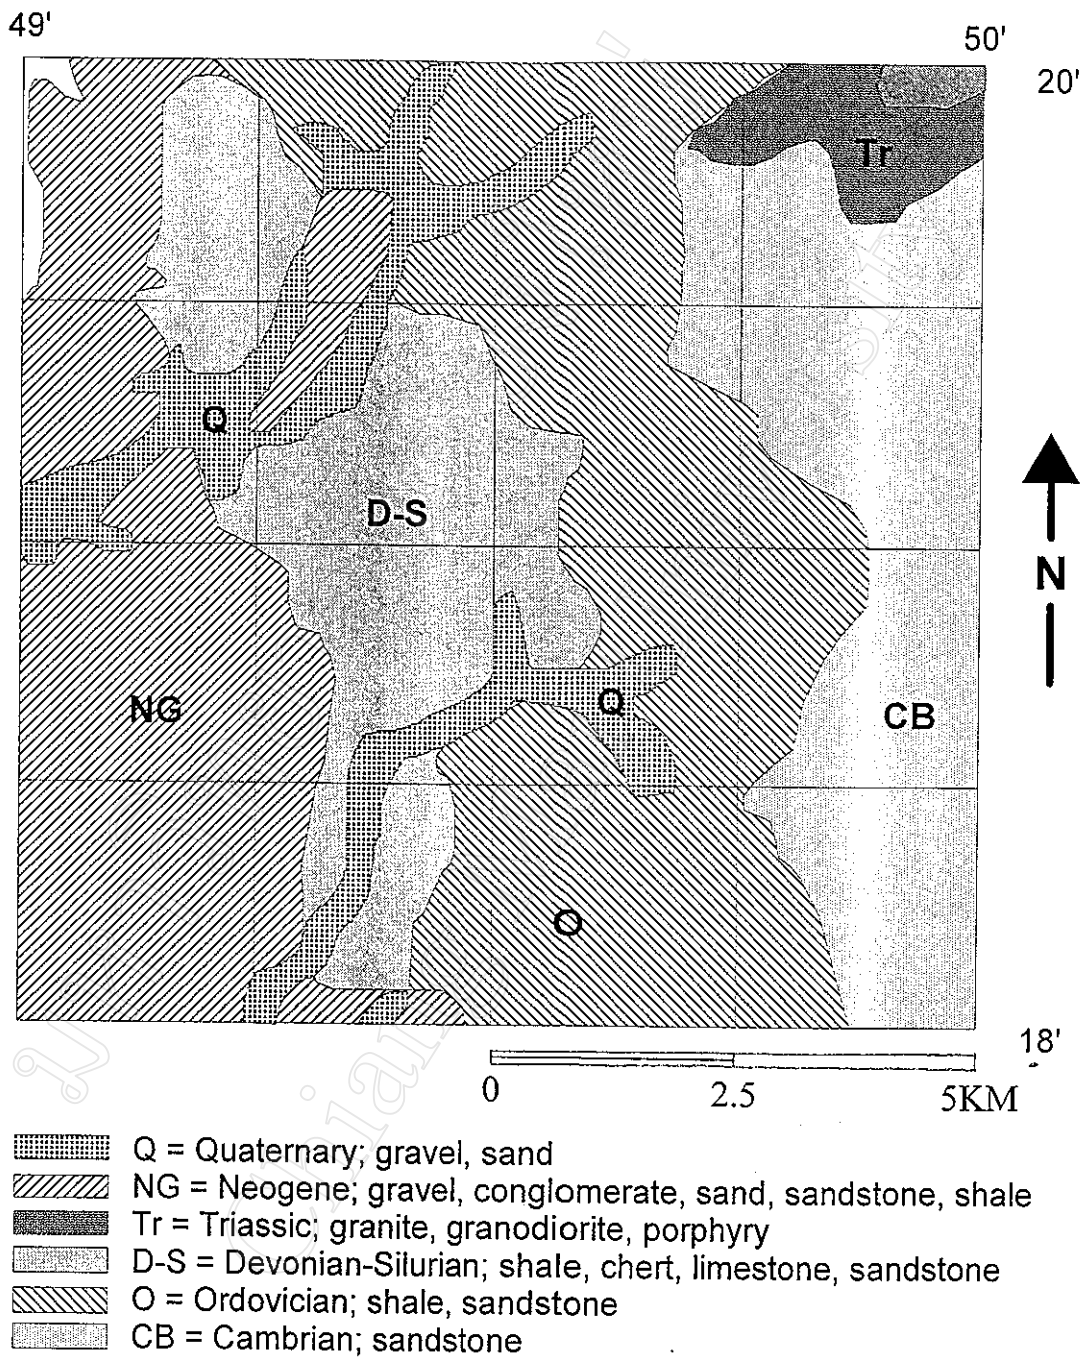 49'
50'
20'
Tr
Q
D-S
N
NG
Q
CB
O
18'
0 2.5 5KM
Q = Quaternary; gravel, sand
NG = Neogene; gravel, conglomerate, sand, sandstone, shale
Tr = Triassic; granite, granodiorite, porphyry
D-S = Devonian-Silurian; shale, chert, limestone, sandstone
O = Ordovician; shale, sandstone
CB = Cambrian; sandstone